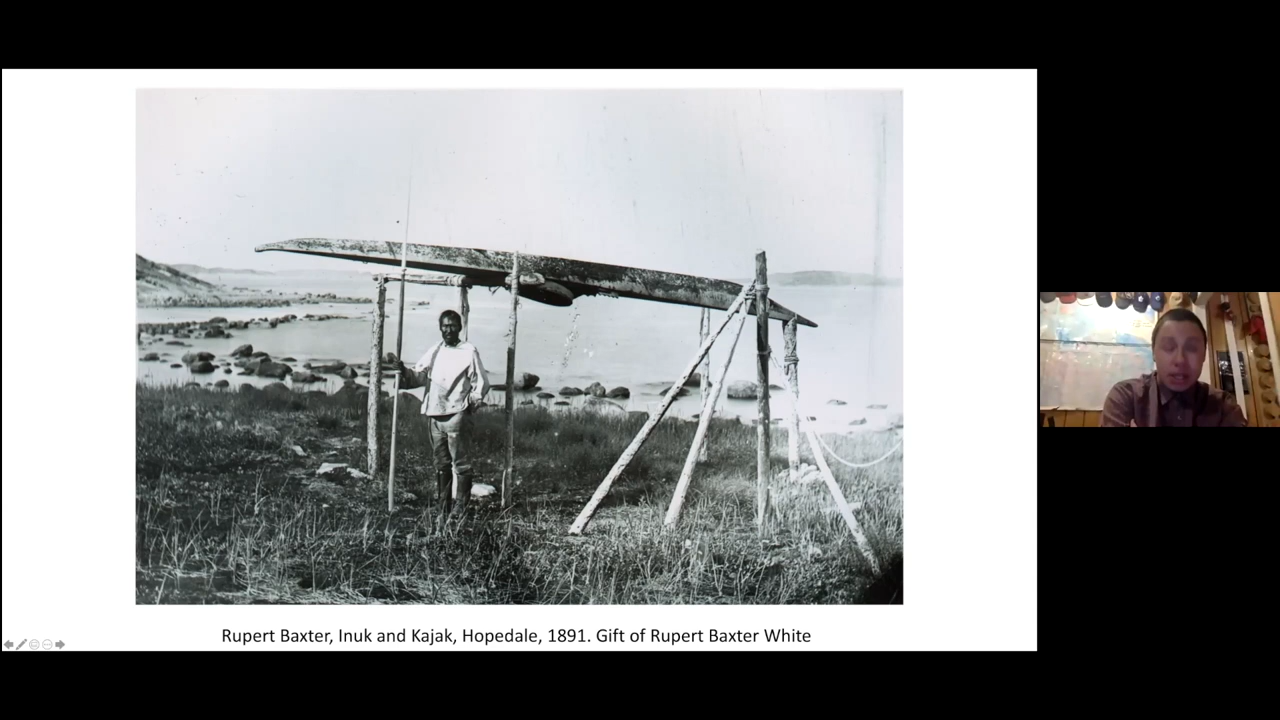 Rupert Baxter, Inuk and Kajak, Hopedale, 1891. Gift of Rupert Baxter White